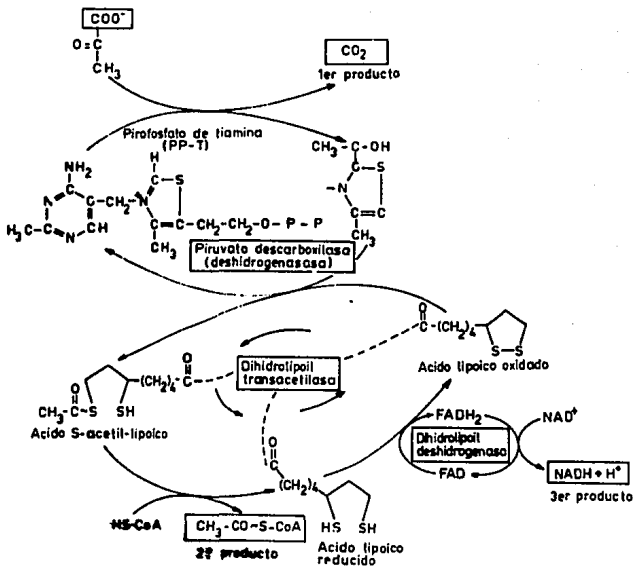 COO⁻
O=C
CH₃
CO₂
1er producto
Pirofosfato de tiamina
(PP-T)
CH₃-C-OH
H
NH₂
C
S
N
C
C
CH₂
N
H₃C-C
N
CH
C=C-CH₂-CH₂-O-P-P
CH₃
C
S
-N
C=C
CH₃
Piruvato descarboxilasa
(deshidrogenasasa)
O
C-(CH₂)₄
S-S
Acido lipoico oxidado
Dihidrolipoil
transacetilasa
O
(CH₂)₄-C
O
CH₃-C-S
SH
Acido S-acetil-lipoico
FADH₂
NAD⁺
Dihidrolipoil
deshidrogenasa
FAD
NADH + H⁺
3er producto
O
C
(CH₂)₄
HS
SH
Acido lipoico
reducido
HS-CoA
CH₃-CO~S-CoA
2º producto